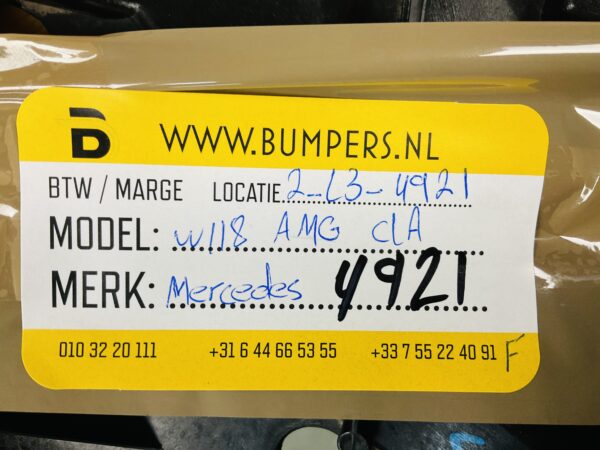 B WWW.BUMPERS.NL
BTW / MARGE LOCATIE 2-L3-4921
MODEL: W118 AMG ClA
MERK: Mercedes 4921
010 32 20 111 +31 6 44 66 53 55 +33 7 55 22 40 91 F